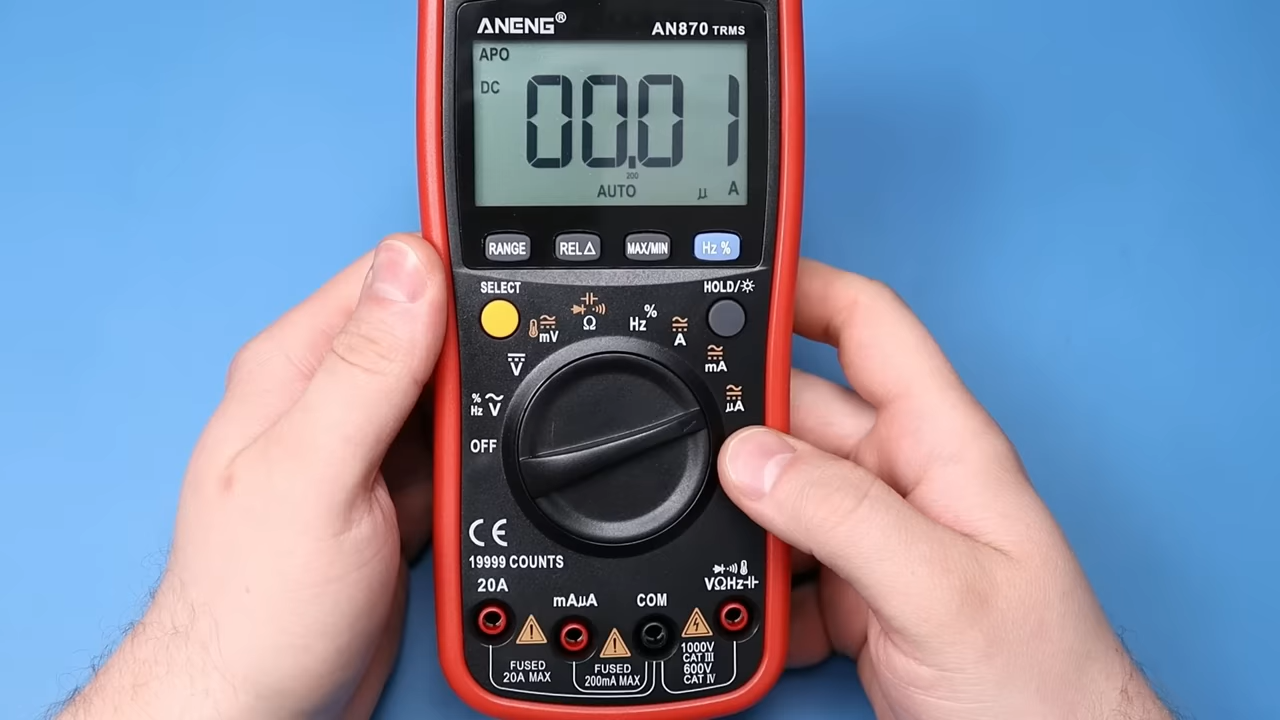 ANENG®
AN870 TRMS
APO
DC
00.01
200
AUTO
μ A
RANGE
REL Δ
MAX/MIN
Hz %
SELECT
HOLD/
mV
Ω
Hz %
A
mA
μA
V
% Hz V
OFF
CE
19999 COUNTS
20A
mAμA
COM
VΩHz
FUSED
20A MAX
FUSED
200mA MAX
1000V
CAT III
600V
CAT IV